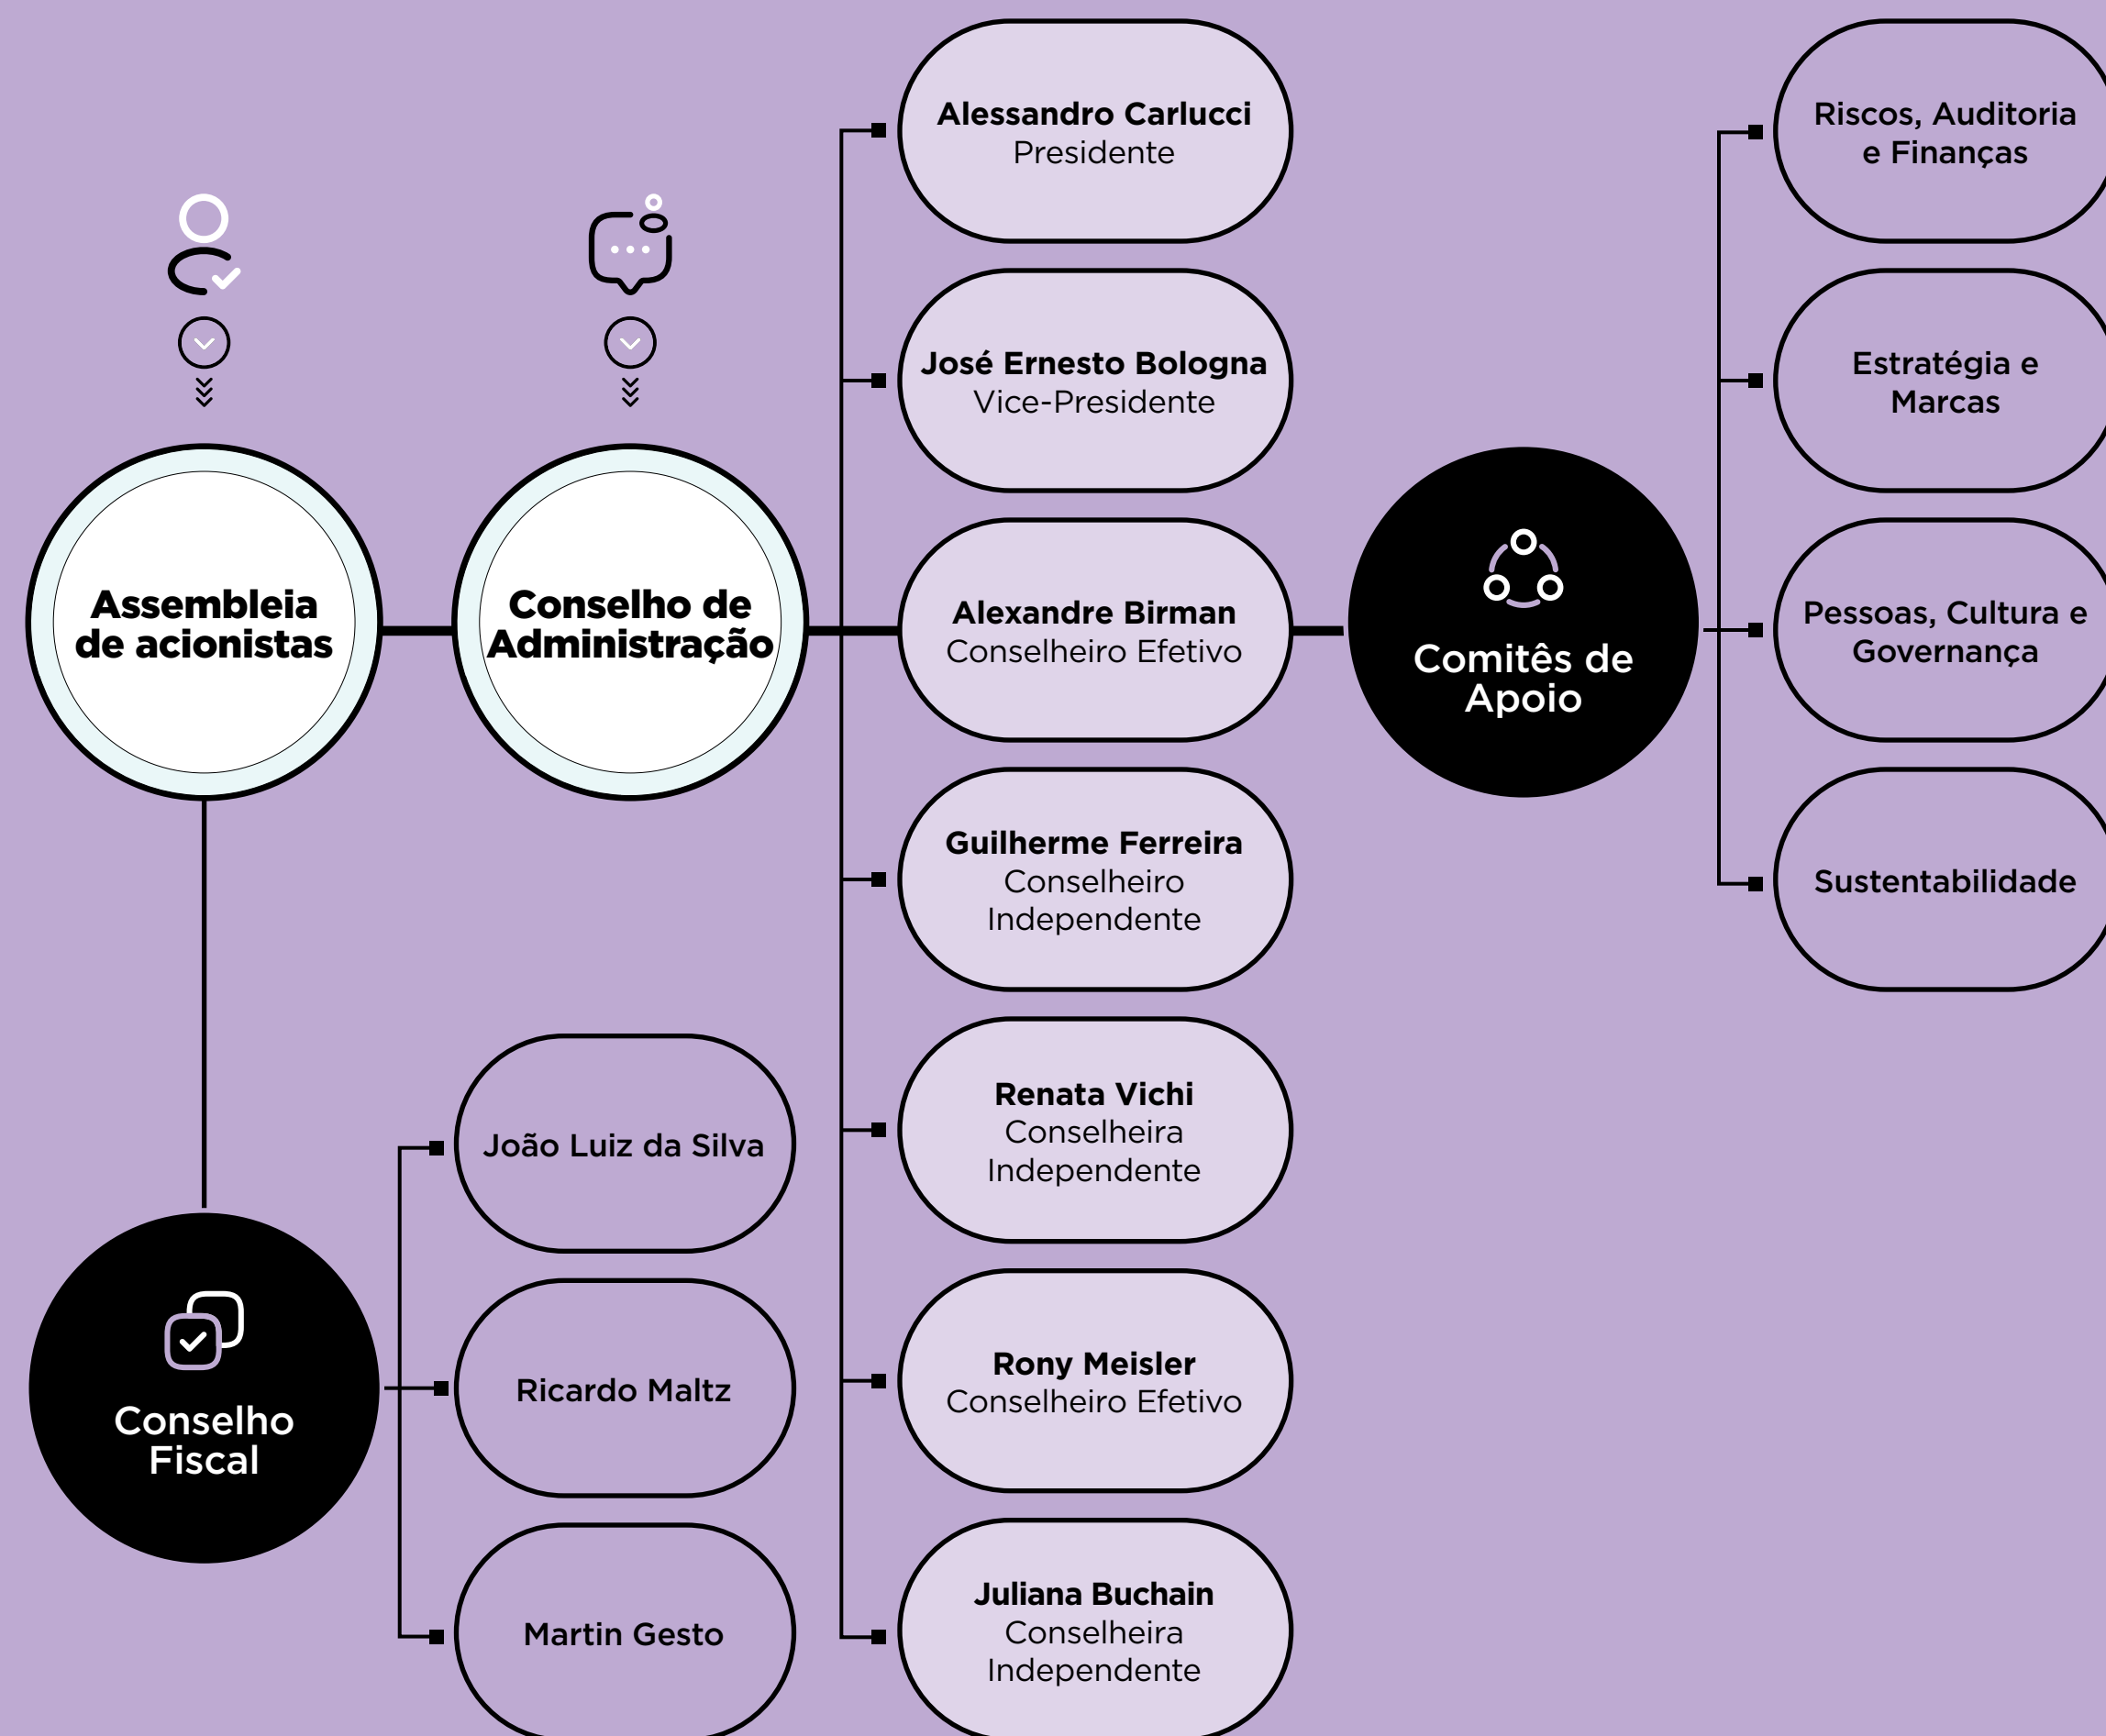 Assembleia
de acionistas
Conselho de
Administração
Alessandro Carlucci
Presidente
José Ernesto Bologna
Vice-Presidente
Alexandre Birman
Conselheiro Efetivo
Guilherme Ferreira
Conselheiro
Independente
Renata Vichi
Conselheira
Independente
Rony Meisler
Conselheiro Efetivo
Juliana Buchain
Conselheira
Independente
Comitês de
Apoio
Riscos, Auditoria
e Finanças
Estratégia e
Marcas
Pessoas, Cultura e
Governança
Sustentabilidade
Conselho
Fiscal
João Luiz da Silva
Ricardo Maltz
Martin Gesto